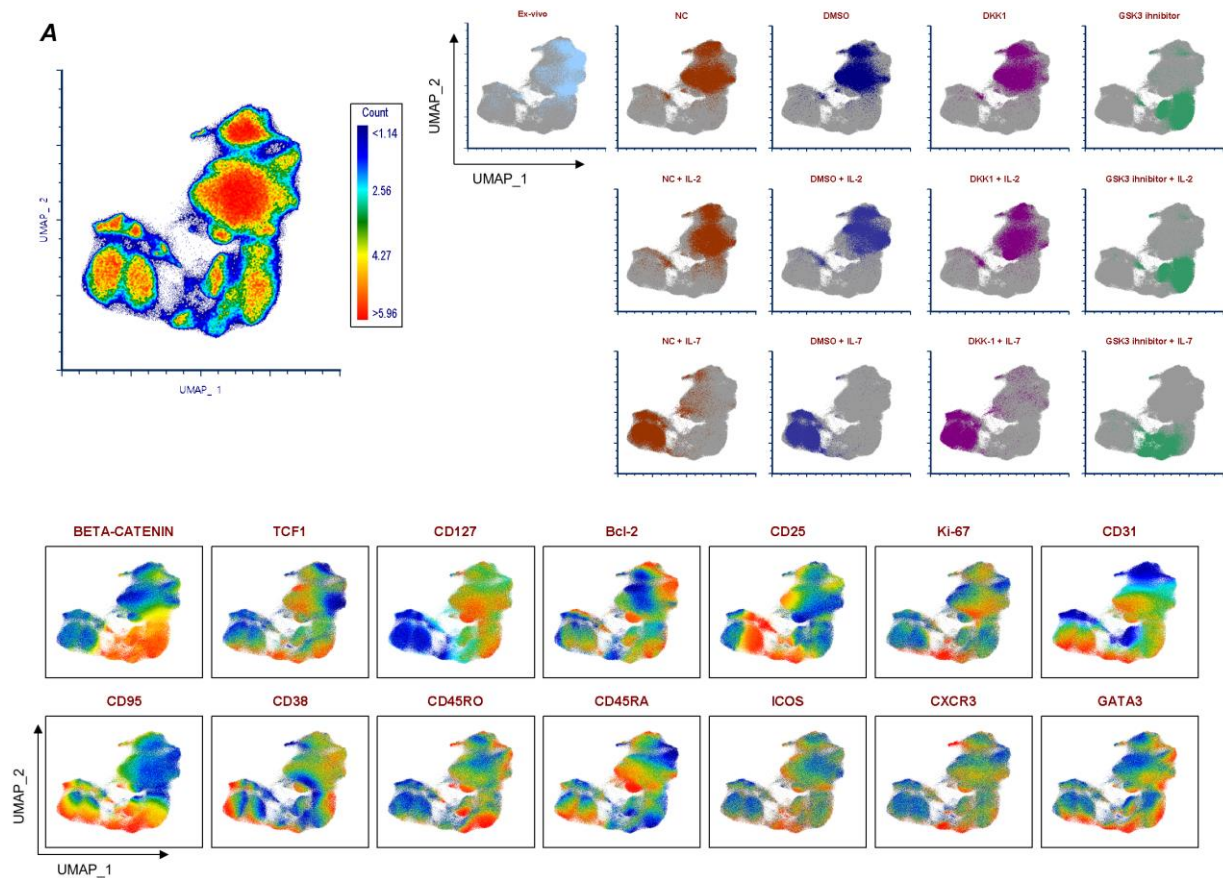 A
Count
<1.14
2.56
4.27
>5.96
UMAP_ 2
UMAP_ 1
Ex-vivo
NC
DMSO
DKK1
GSK3 ihnibitor
UMAP_2
UMAP_1
NC + IL-2
DMSO + IL-2
DKK1 + IL-2
GSK3 ihnibitor + IL-2
NC + IL-7
DMSO + IL-7
DKK-1 + IL-7
GSK3 ihnibitor + IL-7
BETA-CATENIN
TCF1
CD127
Bcl-2
CD25
Ki-67
CD31
CD95
CD38
CD45RO
CD45RA
ICOS
CXCR3
GATA3
UMAP_2
UMAP_1